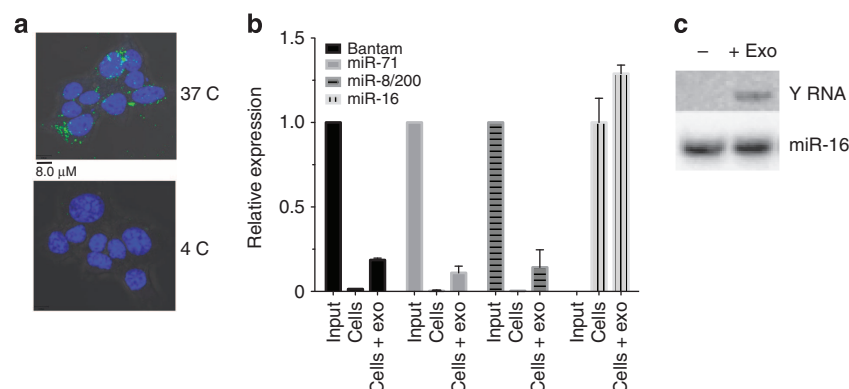 a
37 C
8.0 μM
4 C
b
Relative expression
1.5
1.0
0.5
0
Bantam
miR-71
miR-8/200
miR-16
Input
Cells
Cells + exo
Input
Cells
Cells + exo
Input
Cells
Cells + exo
Input
Cells
Cells + exo
c
– + Exo
Y RNA
miR-16